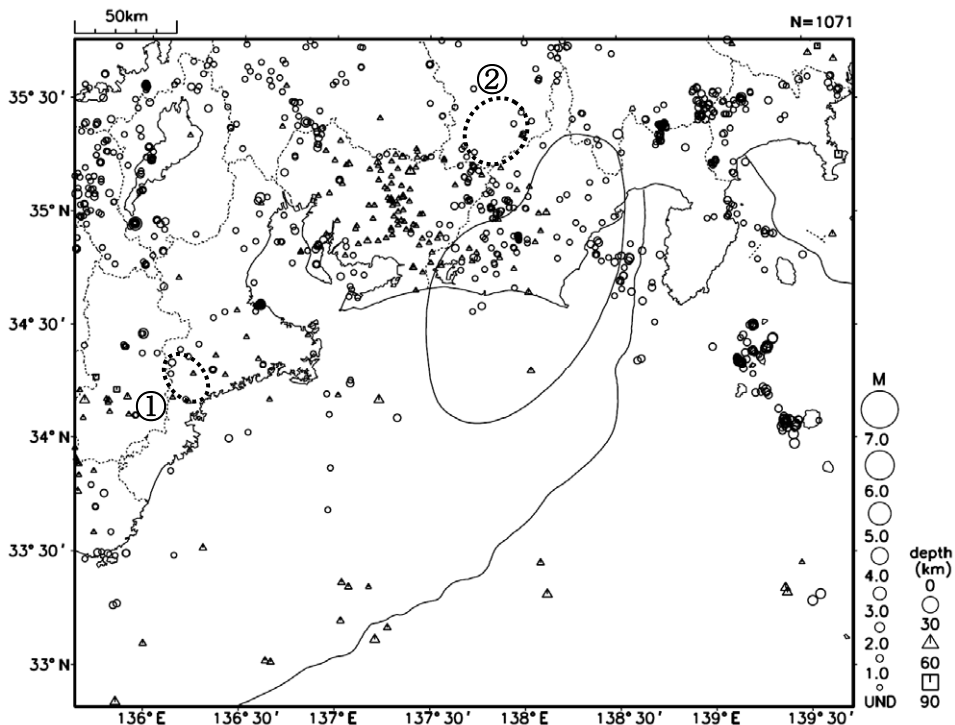 50km
N=1071
②
35°30′
35°N
34°30′
①
34°N
33°30′
33°N
136°E
136°30′
137°E
137°30′
138°E
138°30′
139°E
139°30′
M
7.0
6.0
5.0
4.0
3.0
2.0
1.0
UND
depth
(km)
0
30
60
90